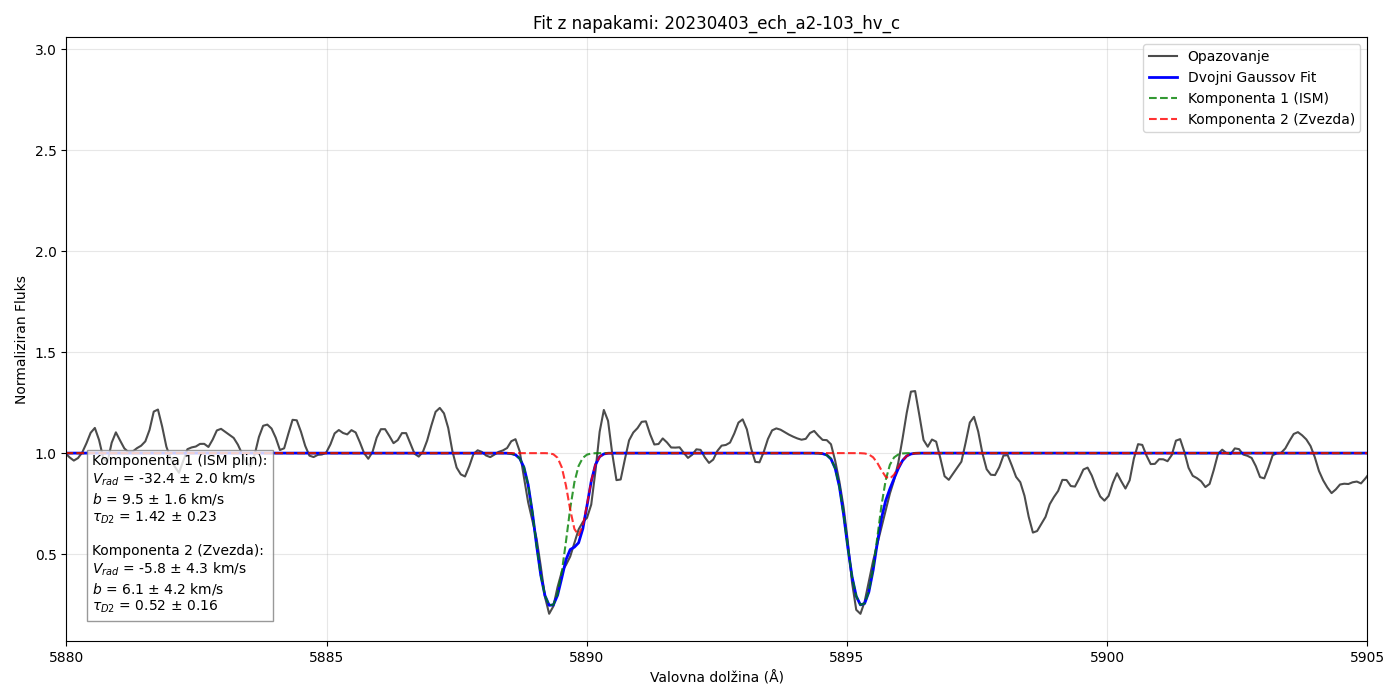 Fit z napakami: 20230403_ech_a2-103_hv_c
Normaliziran Fluks
3.0
2.5
2.0
1.5
1.0
0.5
Opazovanje
Dvojni Gaussov Fit
Komponenta 1 (ISM)
Komponenta 2 (Zvezda)
Komponenta 1 (ISM plin):
V_rad = -32.4 ± 2.0 km/s
b = 9.5 ± 1.6 km/s
τ_D2 = 1.42 ± 0.23
Komponenta 2 (Zvezda):
V_rad = -5.8 ± 4.3 km/s
b = 6.1 ± 4.2 km/s
τ_D2 = 0.52 ± 0.16
5880 5885 5890 5895 5900 5905
Valovna dolžina (Å)